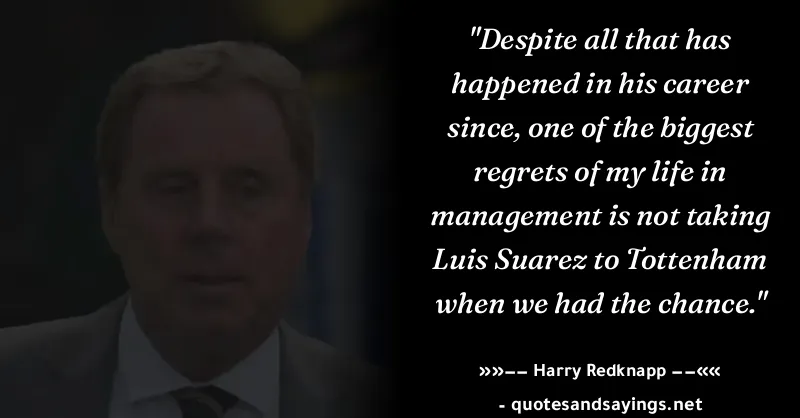 "Despite all that has
happened in his career
since, one of the biggest
regrets of my life in
management is not taking
Luis Suarez to Tottenham
when we had the chance."
»»−− Harry Redknapp −−««
- quotesandsayings.net